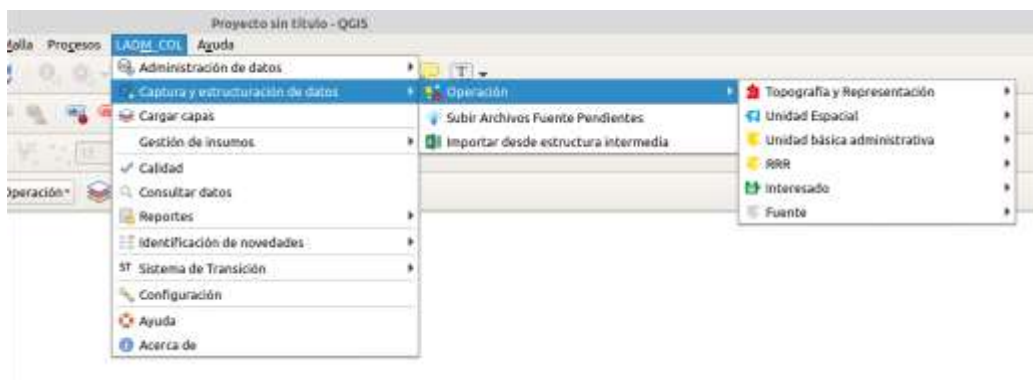 Proyecto sin título - QGIS
Malla Procesos LADM_COL Ayuda
Administración de datos
Captura y estructuración de datos
Cargar capas
Gestión de insumos
Calidad
Consultar datos
Reportes
Identificación de novedades
ST Sistema de Transición
Configuración
Ayuda
Acerca de
Operación
Subir Archivos Fuente Pendientes
Importar desde estructura intermedia
Topografía y Representación
Unidad Espacial
Unidad básica administrativa
RRR
Interesado
Fuente
Operación
T